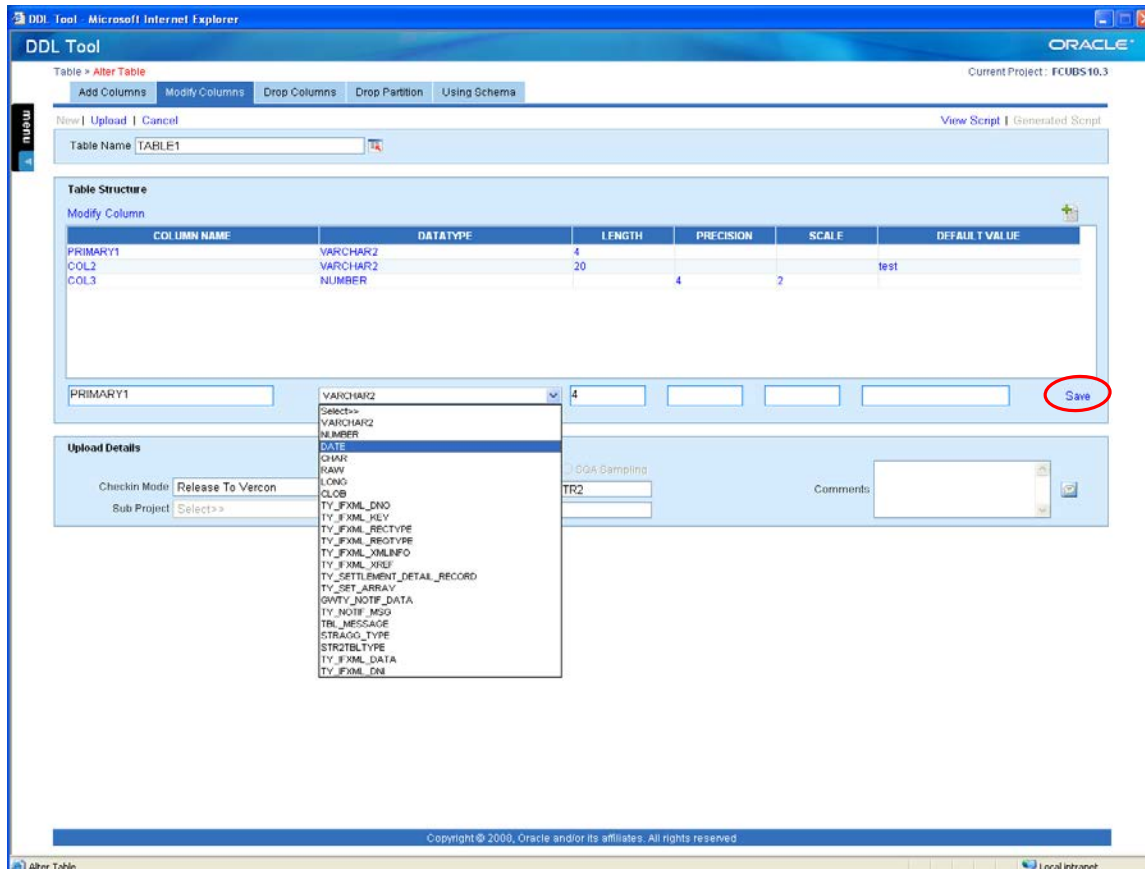 DDL Tool - Microsoft Internet Explorer
DDL Tool
ORACLE
Table > Alter Table
Current Project : FCUBS10.3
Add Columns Modify Columns Drop Columns Drop Partition Using Schema
menu
New | Upload | Cancel
View Script | Generated Script
Table Name TABLE1
Table Structure
Modify Column
COLUMN NAME DATATYPE LENGTH PRECISION SCALE DEFAULT VALUE
PRIMARY1 VARCHAR2 4
COL2 VARCHAR2 20 test
COL3 NUMBER 4 2
PRIMARY1 VARCHAR2 4 Save
Select>>
VARCHAR2
NUMBER
DATE
CHAR
RAW
LONG
CLOB
TY_IFXML_DNO
TY_IFXML_KEY
TY_IFXML_RECTYPE
TY_IFXML_REQTYPE
TY_IFXML_XMLINFO
TY_IFXML_XREF
TY_SETTLEMENT_DETAIL_RECORD
TY_SET_ARRAY
GWTY_NOTIF_DATA
TY_NOTIF_MSG
TBL_MESSAGE
STRAGG_TYPE
STR2TBLTYPE
TY_IFXML_DATA
TY_IFXML_DNI
Upload Details
CQA Sampling
Checkin Mode Release To Vercon TR2 Comments
Sub Project Select>>
Copyright © 2008, Oracle and/or its affiliates. All rights reserved
Alter Table Local intranet